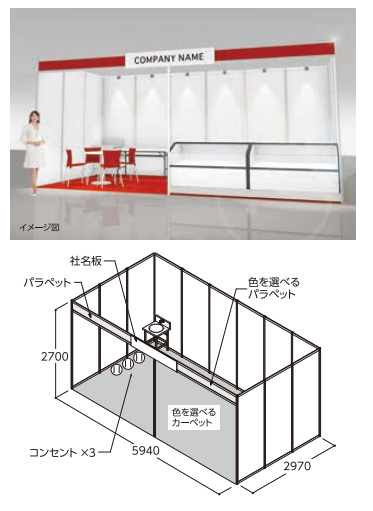 COMPANY NAME
イメージ図
社名板
パラペット
色を選べる
パラペット
2700
色を選べる
カーペット
コンセント ×3
5940
2970